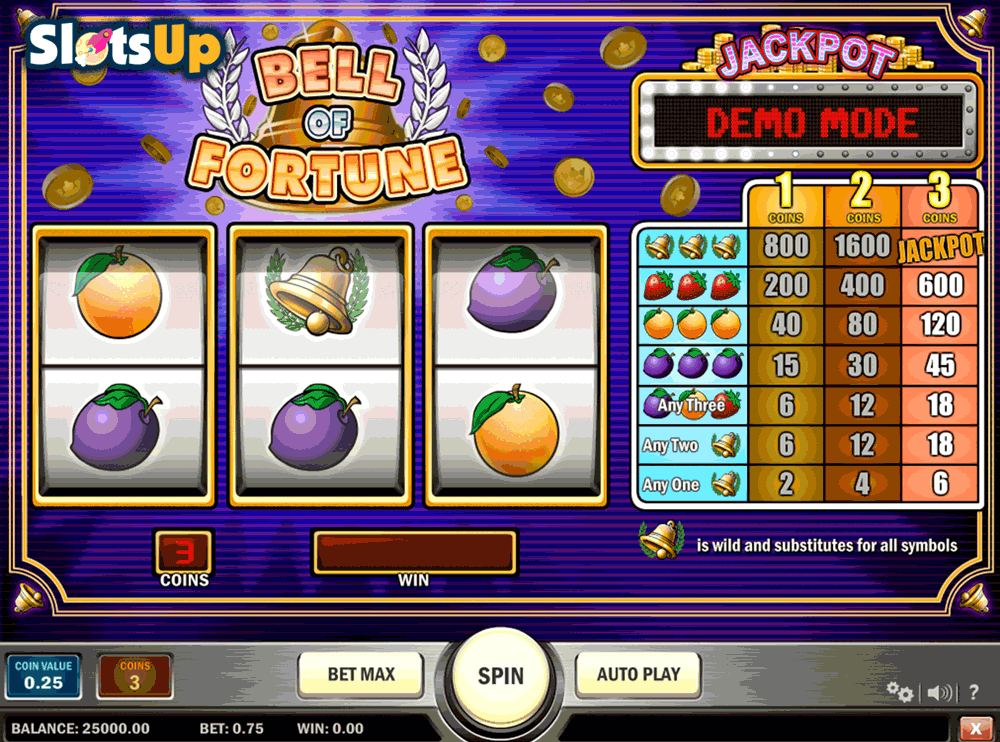 SlotsUp
BELL
OF
FORTUNE
JACKPOT
DEMO MODE
1 2 3
COINS COINS COINS
800 1600 JACKPOT
200 400 600
40 80 120
15 30 45
Any Three 6 12 18
Any Two 6 12 18
Any One 2 4 6
is wild and substitutes for all symbols
3
COINS
WIN
COIN VALUE
0.25
COINS
3
BET MAX
SPIN
AUTO PLAY
?
BALANCE: 25000.00 BET: 0.75 WIN: 0.00
X